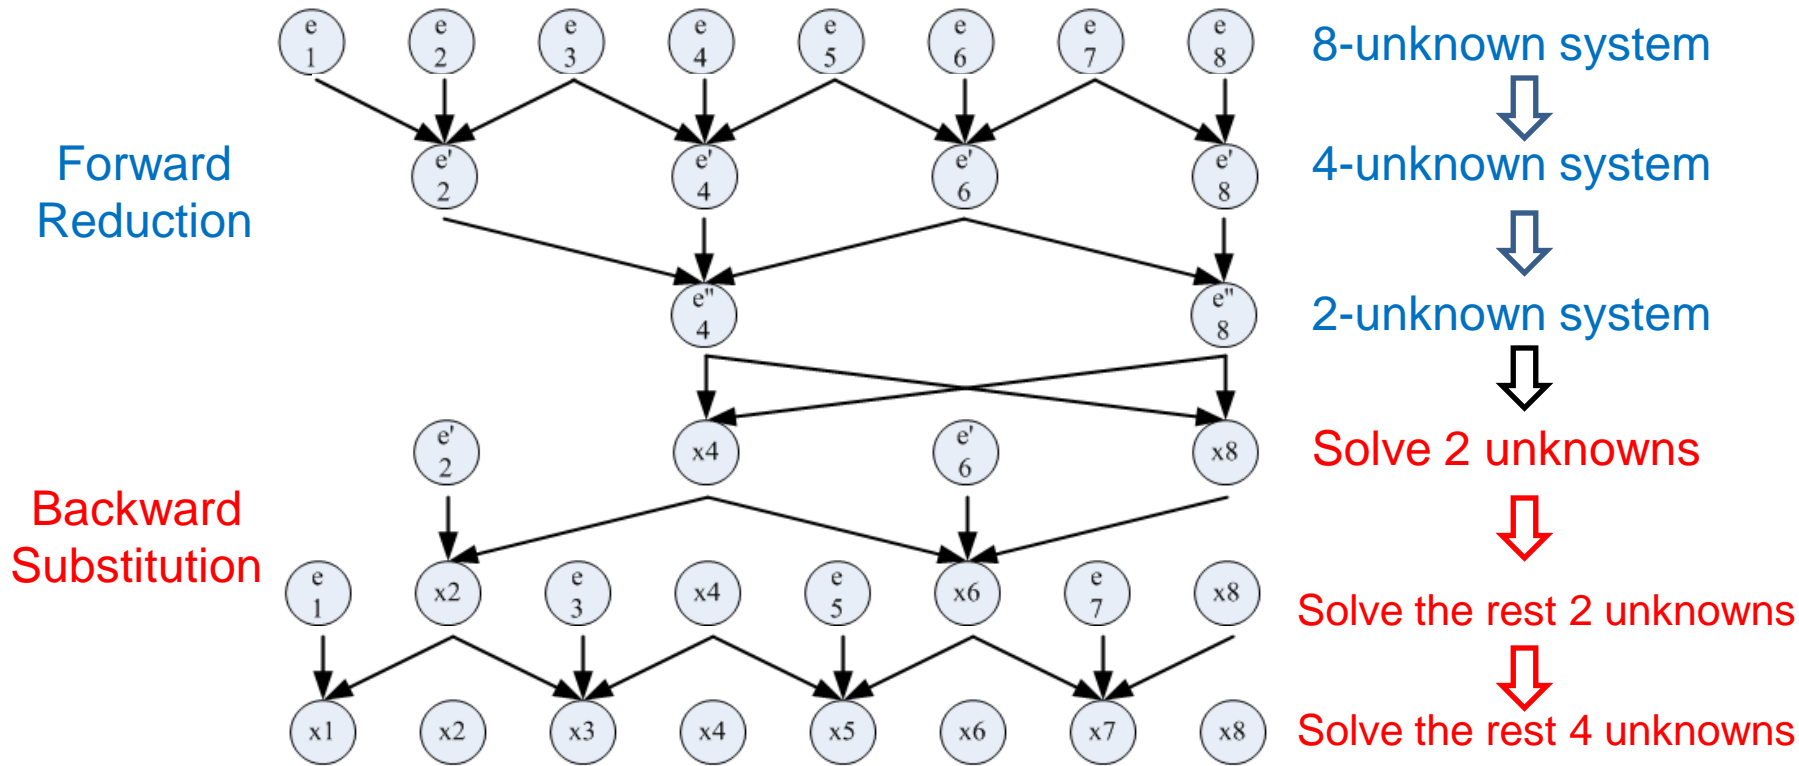 e e e e e e e e
1 2 3 4 5 6 7 8
8-unknown system
Forward
Reduction
e' e' e' e'
2 4 6 8
4-unknown system
e" e"
4 8
2-unknown system
Backward
Substitution
e' x4 e' x8
2 6
Solve 2 unknowns
e x2 e x4 e x6 e x8
1 3 5 7
Solve the rest 2 unknowns
x1 x2 x3 x4 x5 x6 x7 x8
Solve the rest 4 unknowns